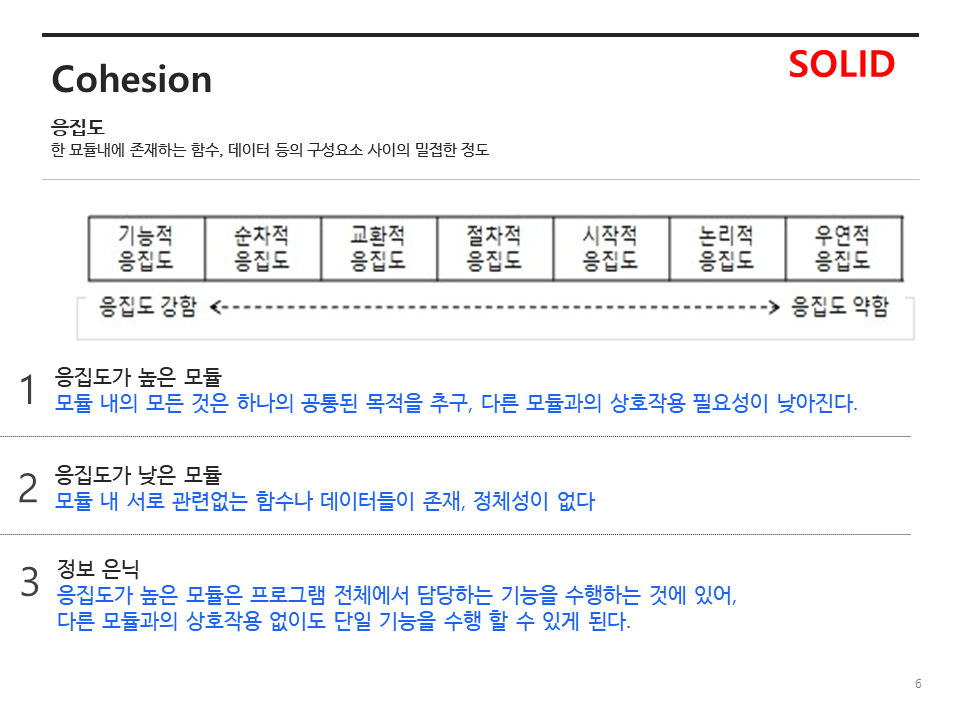 SOLID
Cohesion
응집도
한 묘듈내에 존재하는 함수, 데이터 등의 구성요소 사이의 밀접한 정도
기능적 순차적 교환적 절차적 시작적 논리적 우연적
응집도 응집도 응집도 응집도 응집도 응집도 응집도
응집도 강함 응집도 약함
1 응집도가 높은 모듈
모듈 내의 모든 것은 하나의 공통된 목적을 추구, 다른 모듈과의 상호작용 필요성이 낮아진다.
2 응집도가 낮은 모듈
모듈 내 서로 관련없는 함수나 데이터들이 존재, 정체성이 없다
3 정보 은닉
응집도가 높은 모듈은 프로그램 전체에서 담당하는 기능을 수행하는 것에 있어,
다른 모듈과의 상호작용 없이도 단일 기능을 수행 할 수 있게 된다.
6